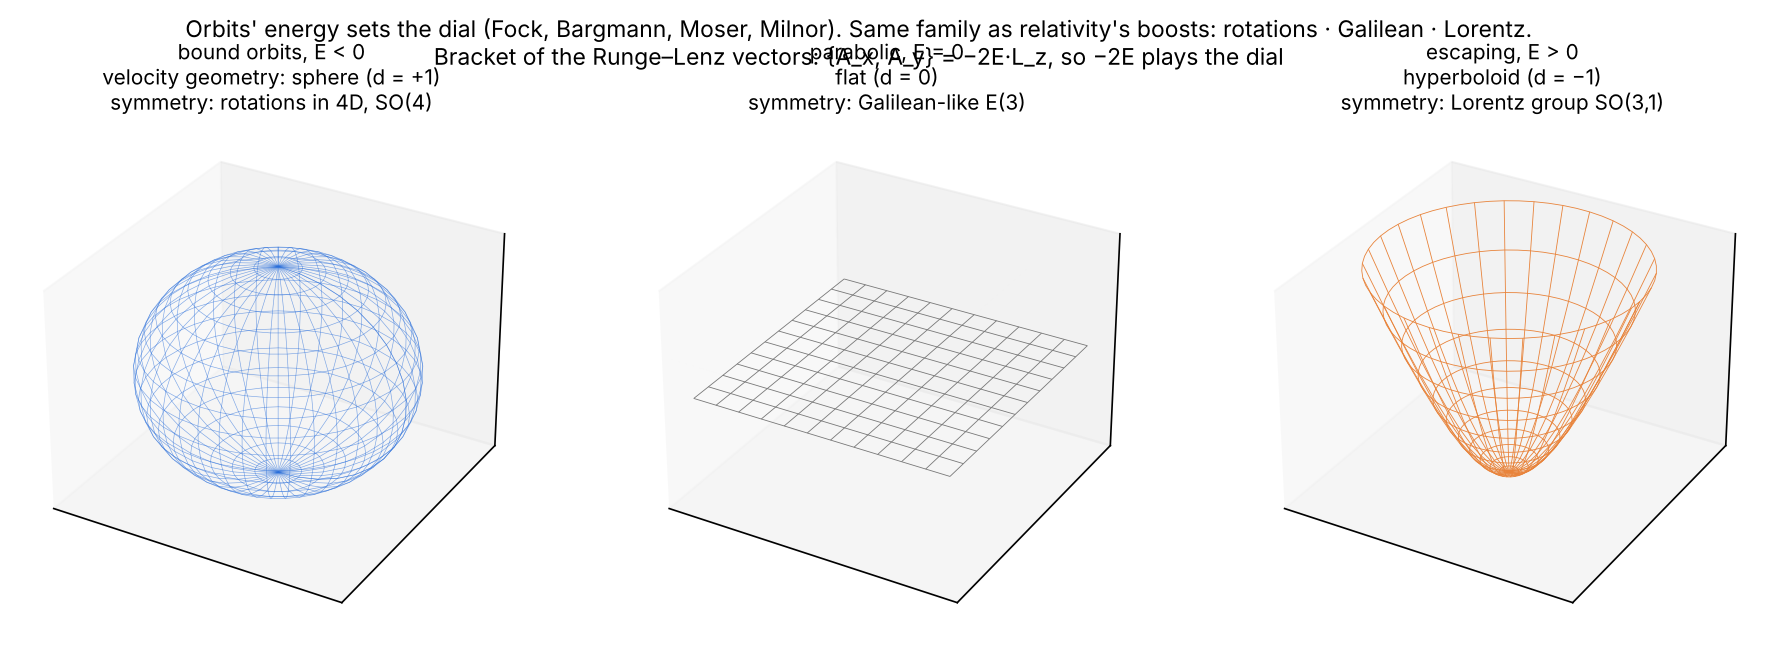 Orbits' energy sets the dial (Fock, Bargmann, Moser, Milnor). Same family as relativity's boosts: rotations · Galilean · Lorentz.
Bracket of the Runge–Lenz vectors: {A_x, A_y} = −2E·L_z, so −2E plays the dial
bound orbits, E < 0
velocity geometry: sphere (d = +1)
symmetry: rotations in 4D, SO(4)
parabolic, E = 0
flat (d = 0)
symmetry: Galilean-like E(3)
escaping, E > 0
hyperboloid (d = −1)
symmetry: Lorentz group SO(3,1)